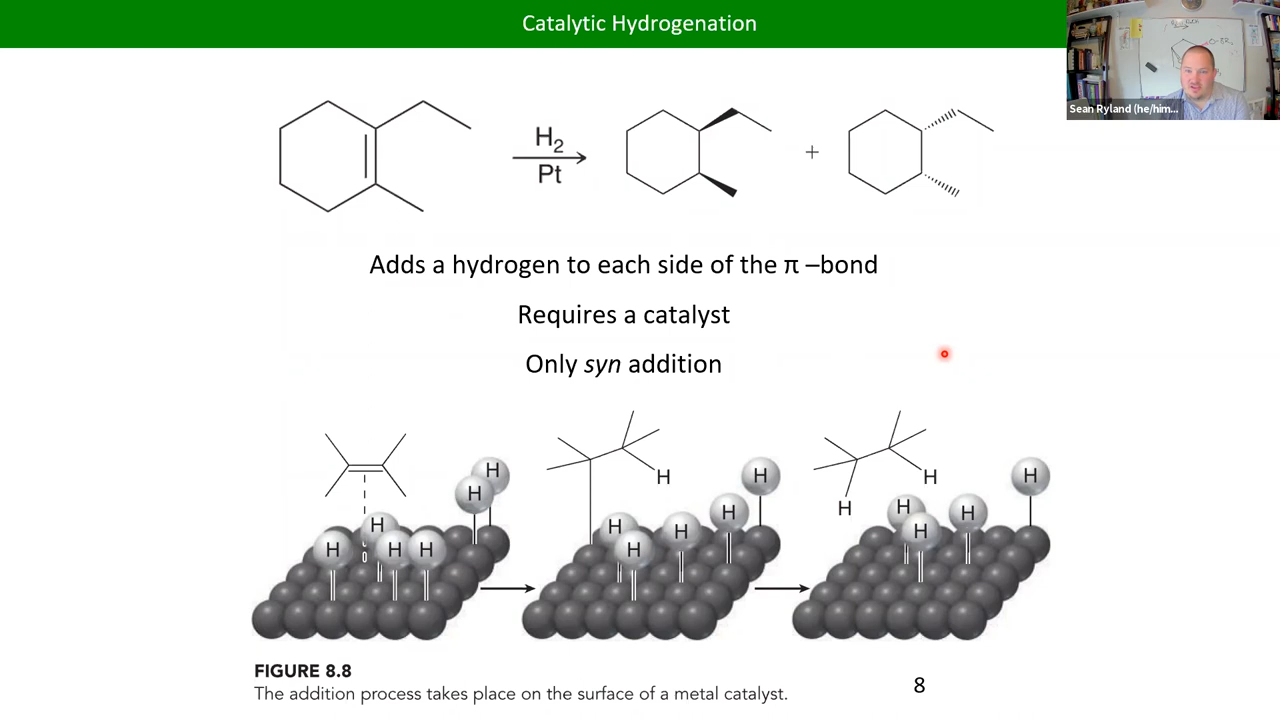 Catalytic Hydrogenation
Sean Ryland (he/him...
H₂
Pt
+
Adds a hydrogen to each side of the π –bond
Requires a catalyst
Only syn addition
H H H H H H
H H H H H
H H H H H H
FIGURE 8.8
The addition process takes place on the surface of a metal catalyst.
8